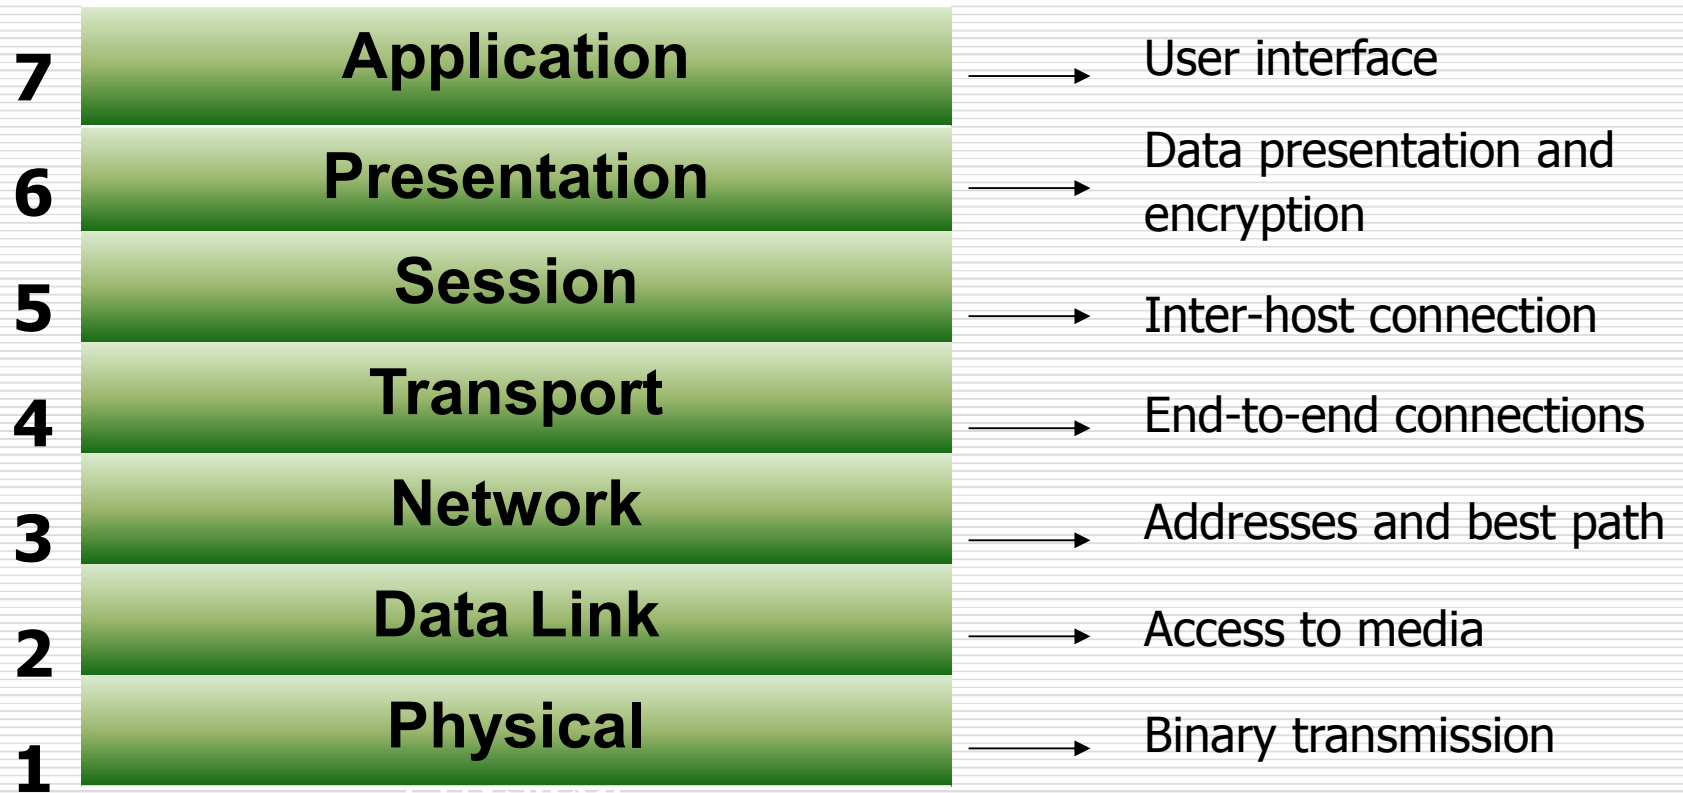 7
Application
User interface
6
Presentation
Data presentation and
encryption
5
Session
Inter-host connection
4
Transport
End-to-end connections
3
Network
Addresses and best path
2
Data Link
Access to media
1
Physical
Binary transmission